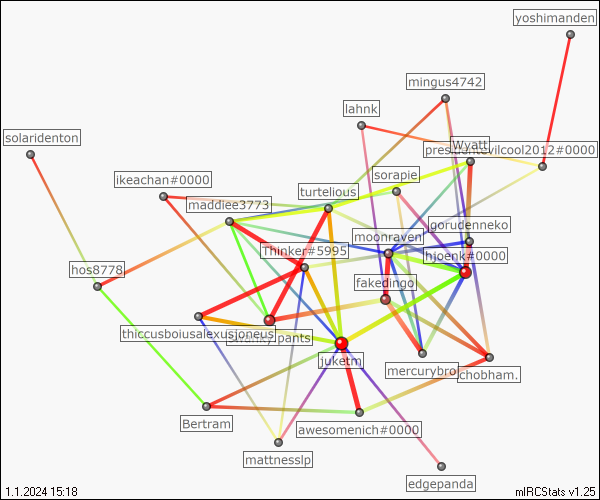 yoshimanden
mingus4742
lahnk
solaridenton
Wyatt
presidentevilcool2012#0000
ikeachan#0000
sorapie
turtelious
maddiee3773
gorudenneko
moonraven
Thinker#5995
hjoenk#0000
hos8778
fakedingo
thiccusboiusalexusjoneus
pants
juketm
mercurybro
chobham.
Bertram
awesomenich#0000
mattnesslp
edgepanda
1.1.2024 15:18
mIRCStats v1.25